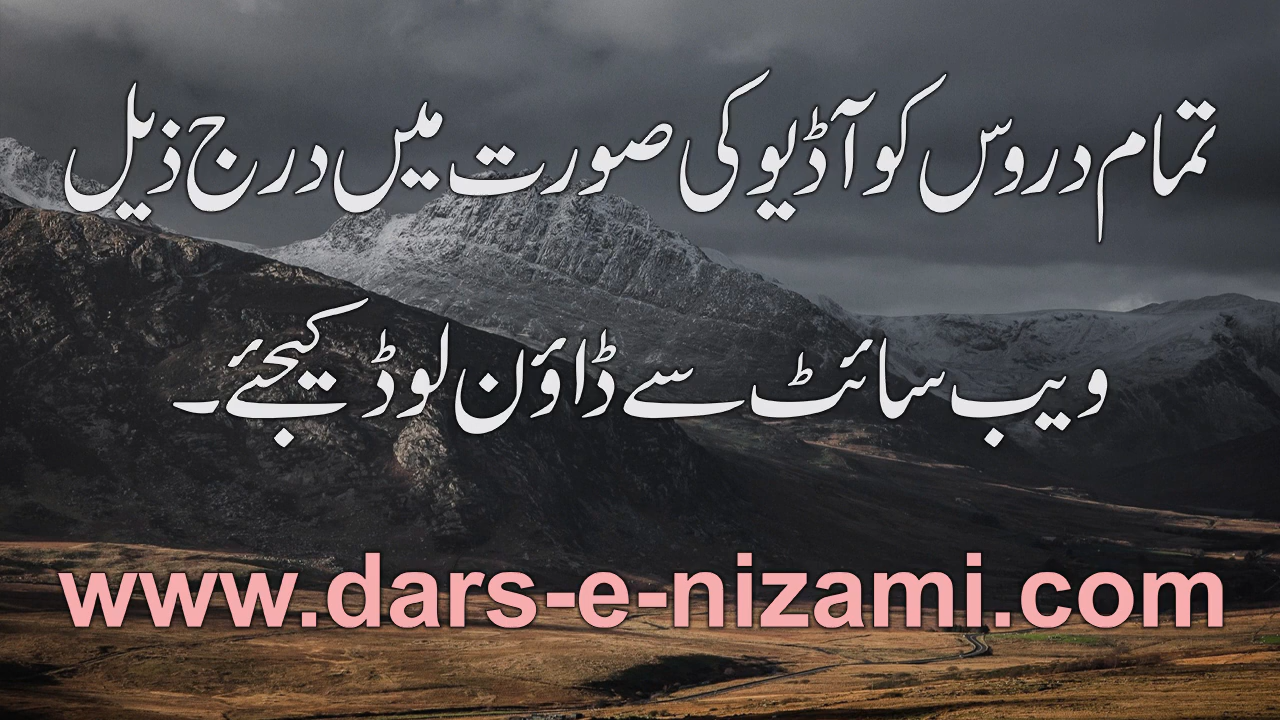 تمام دروس کو آڈیو کی صورت میں درج ذیل
ویب سائٹ سے ڈاؤن لوڈ کیجئے۔
www.dars-e-nizami.com